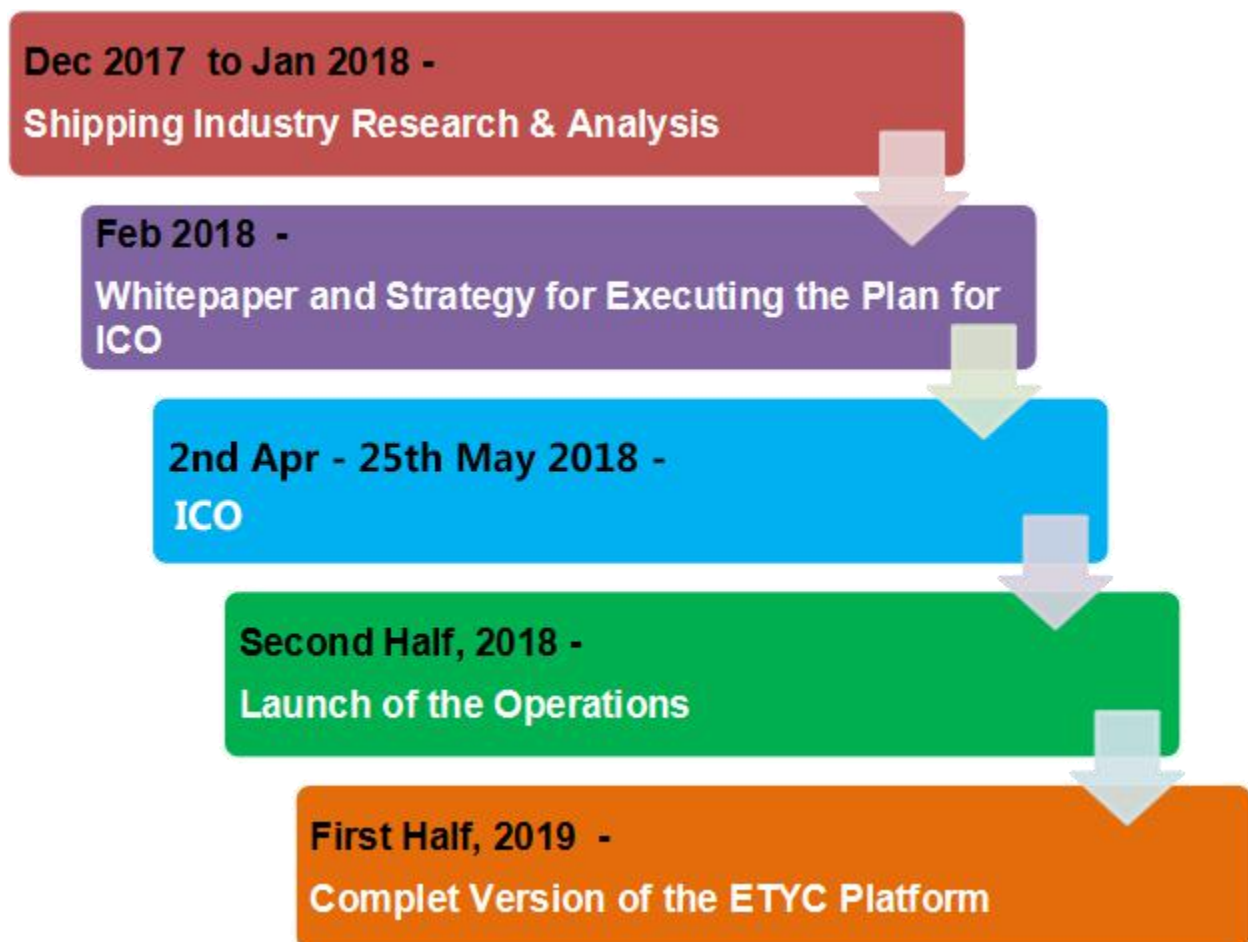 Dec 2017  to Jan 2018 -
Shipping Industry Research & Analysis
Feb 2018  -
Whitepaper and Strategy for Executing the Plan for
ICO
2nd Apr - 25th May 2018 -
ICO
Second Half, 2018 -
Launch of the Operations
First Half, 2019  -
Complet Version of the ETYC Platform